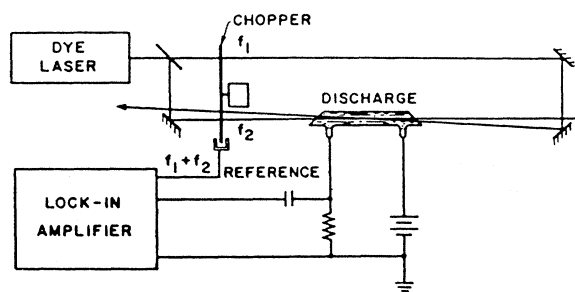 CHOPPER
f1
DYE
LASER
DISCHARGE
f2
f1+f2
REFERENCE
LOCK-IN
AMPLIFIER